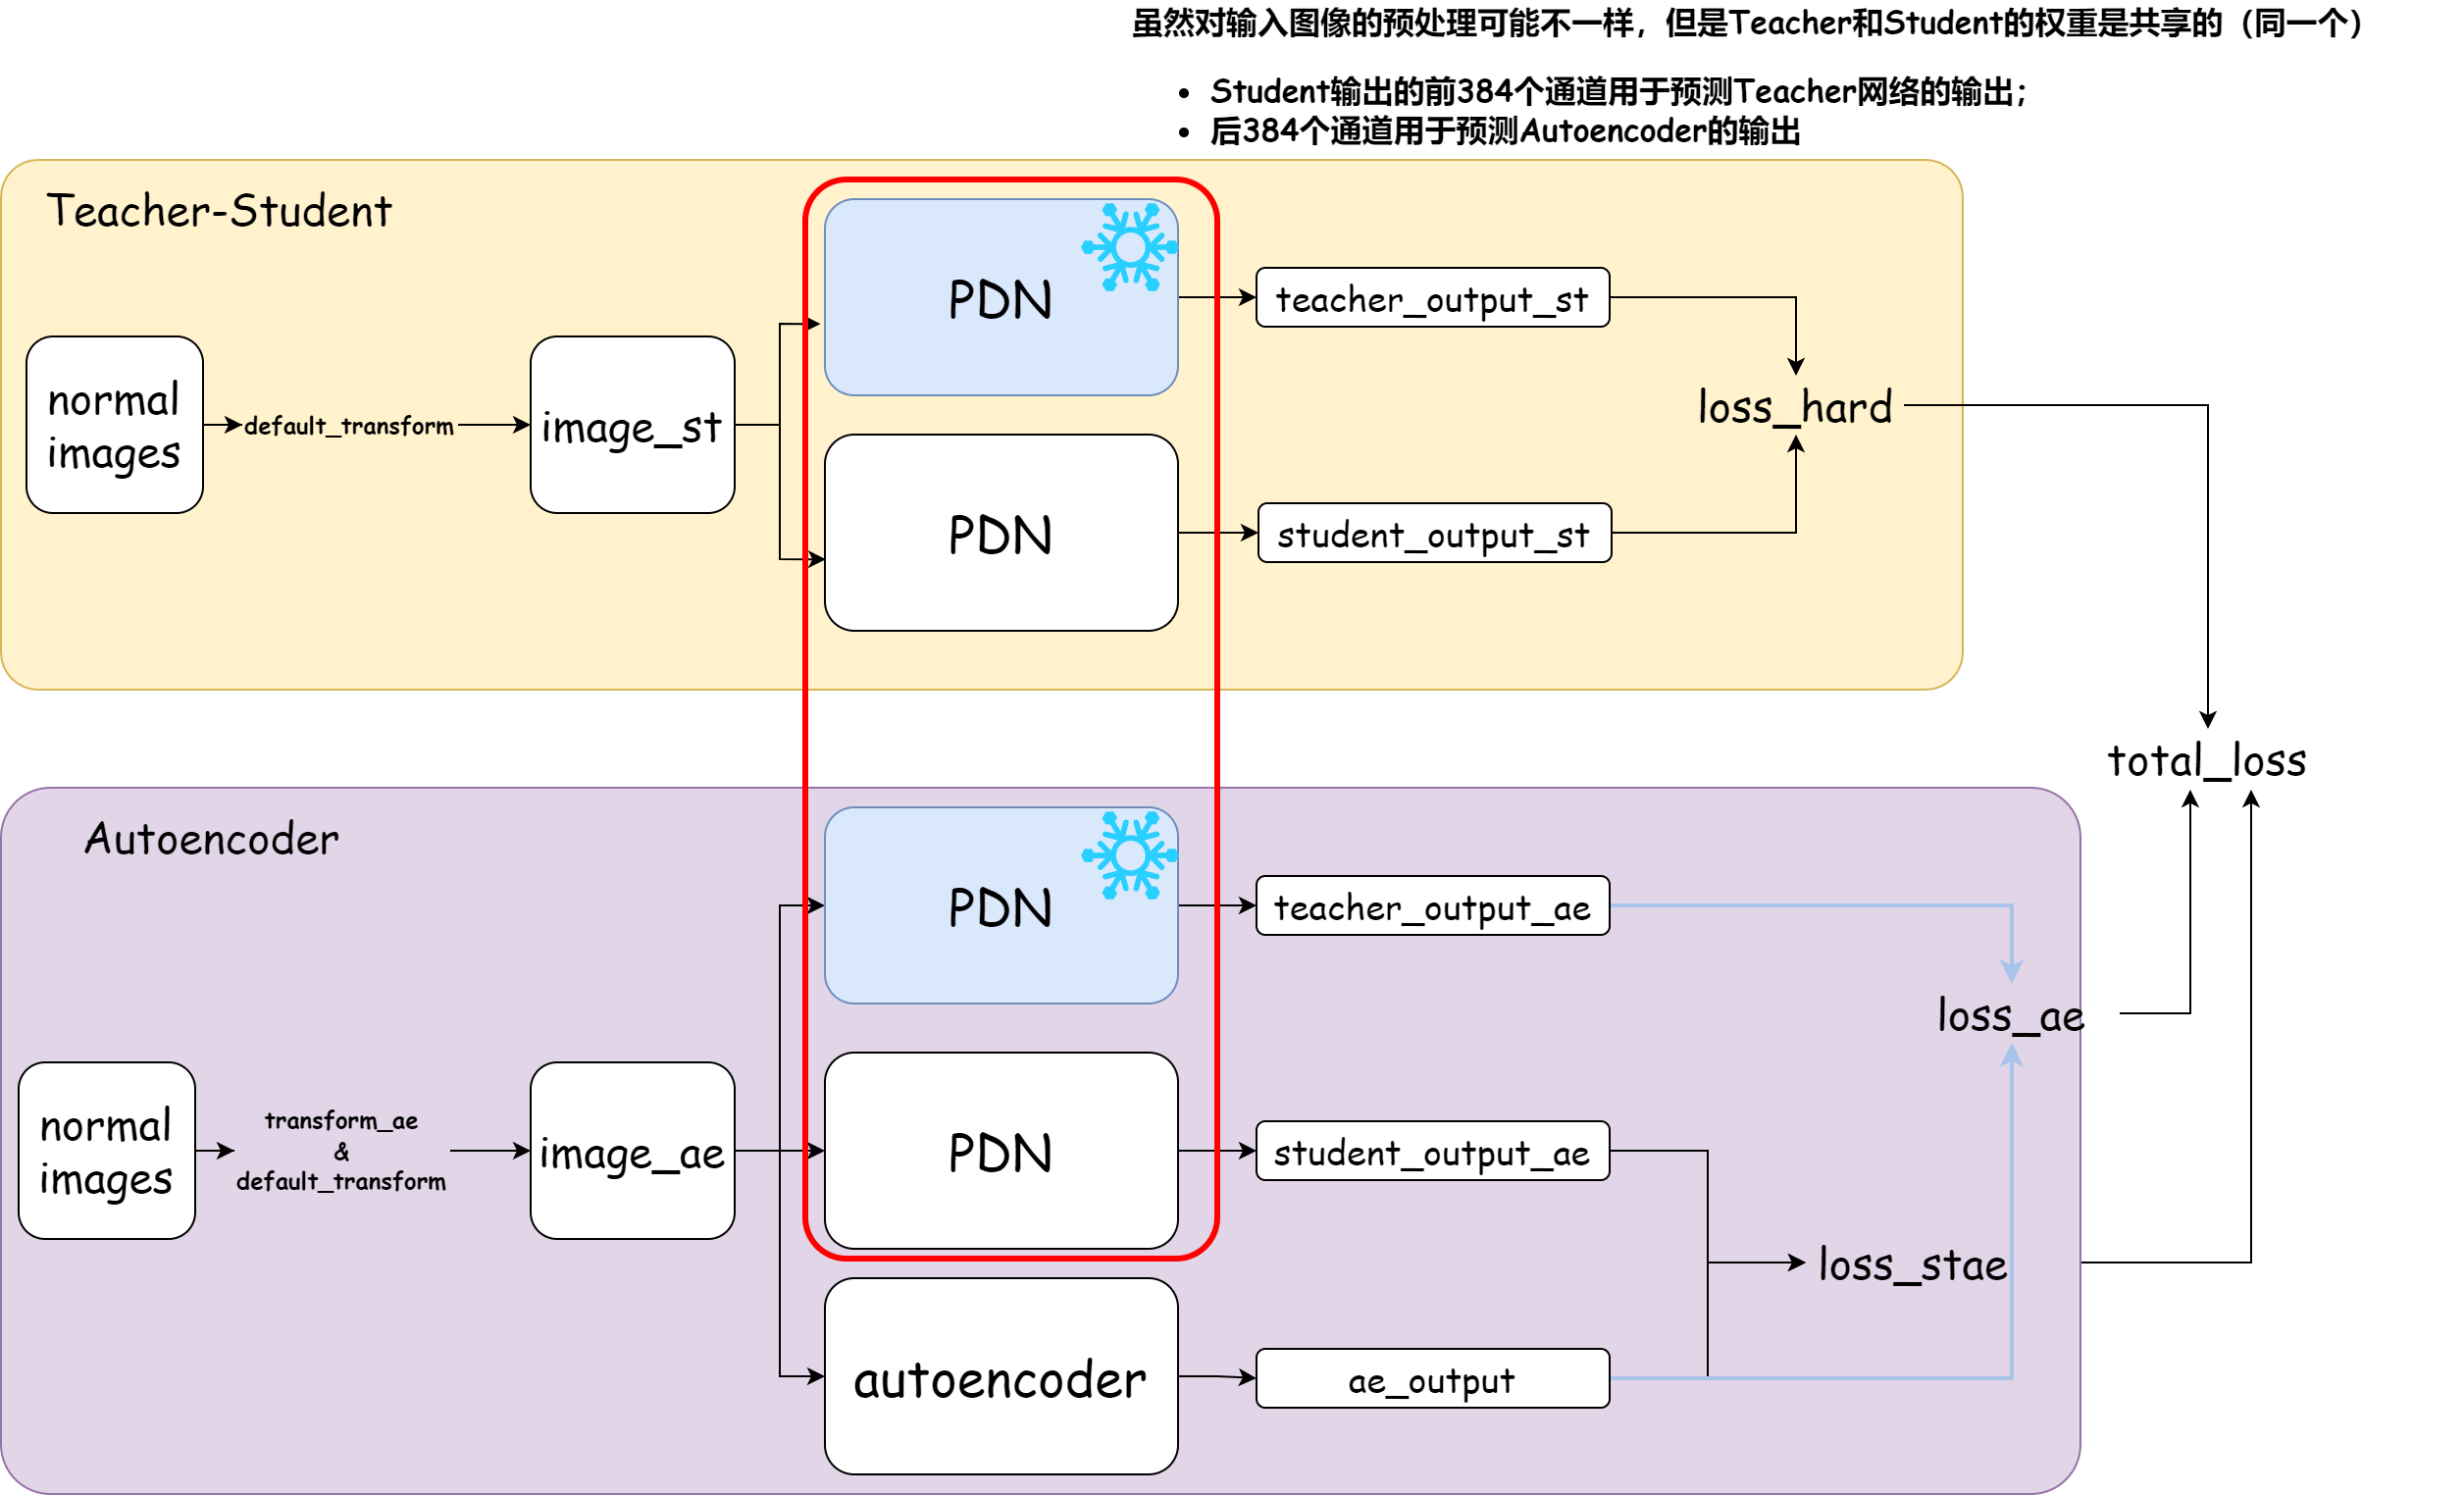 虽然对输入图像的预处理可能不一样，但是Teacher和Student的权重是共享的（同一个）
• Student输出的前384个通道用于预测Teacher网络的输出；
• 后384个通道用于预测Autoencoder的输出
Teacher-Student
normal
images
default_transform
image_st
PDN
teacher_output_st
PDN
student_output_st
loss_hard
total_loss
Autoencoder
normal
images
transform_ae
&
default_transform
image_ae
PDN
teacher_output_ae
loss_ae
PDN
student_output_ae
loss_stae
autoencoder
ae_output